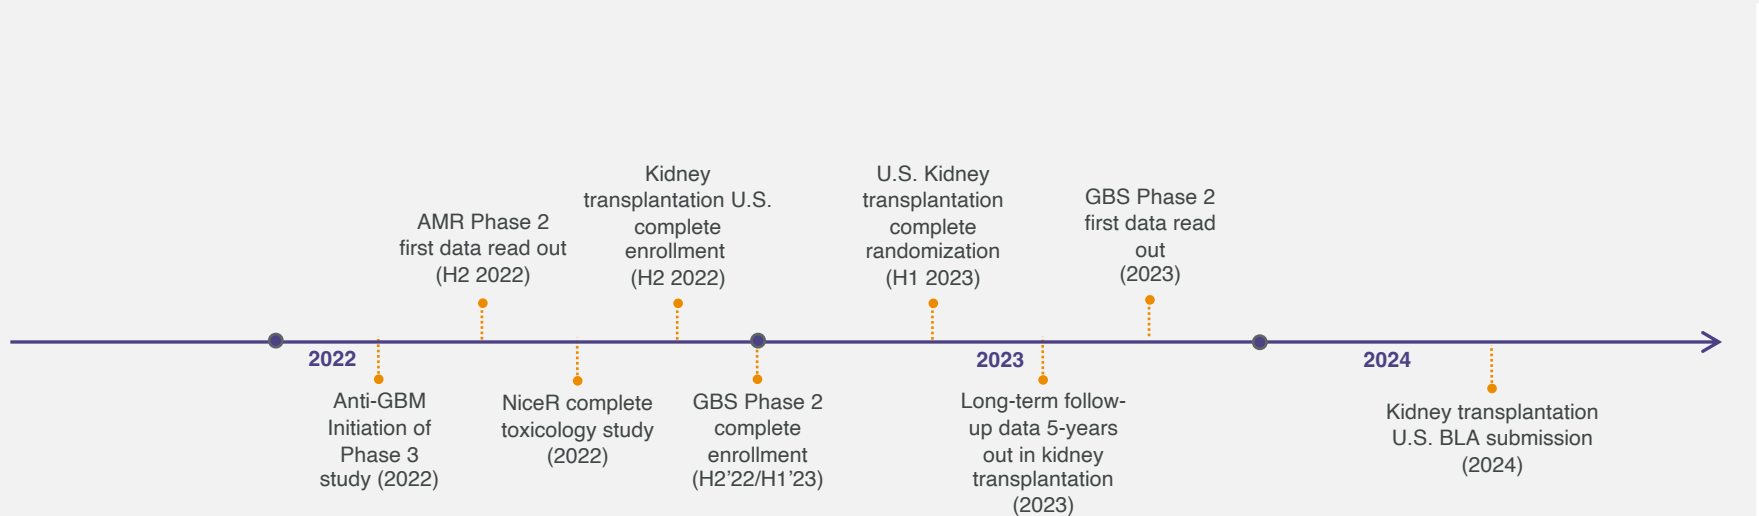 AMR Phase 2
first data read out
(H2 2022)
Kidney
transplantation U.S.
complete
enrollment
(H2 2022)
U.S. Kidney
transplantation
complete
randomization
(H1 2023)
GBS Phase 2
first data read
out
(2023)
2022
2023
2024
Anti-GBM
Initiation of
Phase 3
study (2022)
NiceR complete
toxicology study
(2022)
GBS Phase 2
complete
enrollment
(H2’22/H1’23)
Long-term follow-
up data 5-years
out in kidney
transplantation
(2023)
Kidney transplantation
U.S. BLA submission
(2024)